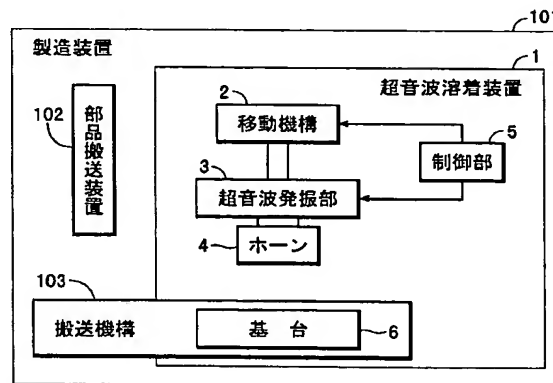 101
製造装置
1
超音波溶着装置
102
部品搬送装置
2
移動機構
5
制御部
3
超音波発振部
4
ホーン
103
搬送機構
基台
6